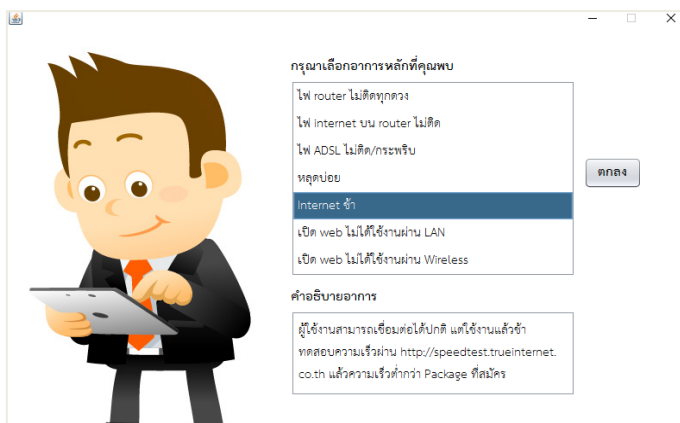 กรุณาเลือกอาการหลักที่คุณพบ
ไฟ router ไม่ติดทุกดวง
ไฟ Internet บน router ไม่ติด
ไฟ ADSL ไม่ติด/กระพริบ
หลุดบ่อย
Internet ช้า
เปิด web ไม่ได้ใช้งานผ่าน LAN
เปิด web ไม่ได้ใช้งานผ่าน Wireless
ตกลง
คำอธิบายอาการ
ผู้ใช้งานสามารถเชื่อมต่อได้ปกติ แต่ใช้งานแล้วช้า
ทดสอบความเร็วผ่าน http://speedtest.trueinternet.
co.th แล้วความเร็วต่ำกว่า Package ที่สมัคร